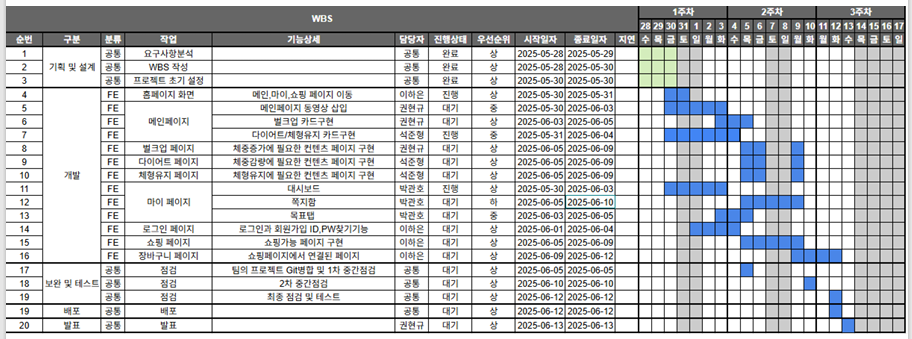 WBS 1주차 2주차 3주차
28 29 30 31 1 2 3 4 5 6 7 8 9 10 11 12 13 14 15 16 17
순번 구분 분류 작업 기능상세 담당자 진행상태 우선순위 시작일자 종료일자 지연 수 목 금 토 일 월 화 수 목 금 토 일 월 화 수 목 금 토 일 월 화
1 기획 및 설계 공통 요구사항분석 공통 완료 상 2025-05-28 2025-05-29
2 공통 WBS 작성 공통 완료 상 2025-05-28 2025-05-30
3 공통 프로젝트 초기 설정 공통 완료 상 2025-05-28 2025-05-30
4 개발 FE 홈페이지 화면 메인,마이,쇼핑 페이지 이동 이하은 진행 상 2025-05-30 2025-05-31
5 FE 메인페이지 메인페이지 동영상 삽입 권현규 대기 중 2025-05-30 2025-06-03
6 FE 벌크업 카드구현 권현규 대기 상 2025-06-03 2025-06-05
7 FE 다이어트/체형유지 카드구현 석준형 진행 중 2025-05-31 2025-06-04
8 FE 벌크업 페이지 체중증가에 필요한 컨텐츠 페이지 구현 권현규 대기 상 2025-06-05 2025-06-09
9 FE 다이어트 페이지 체중감량에 필요한 컨텐츠 페이지 구현 석준형 대기 상 2025-06-05 2025-06-09
10 FE 체형유지 페이지 체형유지에 필요한 컨텐츠 페이지 구현 석준형 대기 상 2025-06-05 2025-06-09
11 FE 마이 페이지 대시보드 박관호 진행 상 2025-05-30 2025-06-03
12 FE 쪽지함 박관호 대기 하 2025-06-05 2025-06-10
13 FE 목표탭 박관호 대기 중 2025-06-03 2025-06-05
14 FE 로그인 페이지 로그인과 회원가입 ID,PW찾기기능 이하은 대기 상 2025-06-01 2025-06-04
15 FE 쇼핑 페이지 쇼핑가능 페이지 구현 이하은 대기 상 2025-06-05 2025-06-09
16 FE 장바구니 페이지 쇼핑페이지에서 연결된 페이지 이하은 대기 상 2025-06-09 2025-06-12
17 보완 및 테스트 공통 점검 팀의 프로젝트 Git병합 및 1차 중간점검 공통 대기 상 2025-06-05 2025-06-05
18 공통 점검 2차 중간점검 공통 대기 상 2025-06-10 2025-06-10
19 공통 점검 최종 점검 및 테스트 공통 대기 상 2025-06-12 2025-06-12
19 배포 공통 배포 공통 대기 상 2025-06-12 2025-06-12
20 발표 공통 발표 권현규 대기 상 2025-06-13 2025-06-13